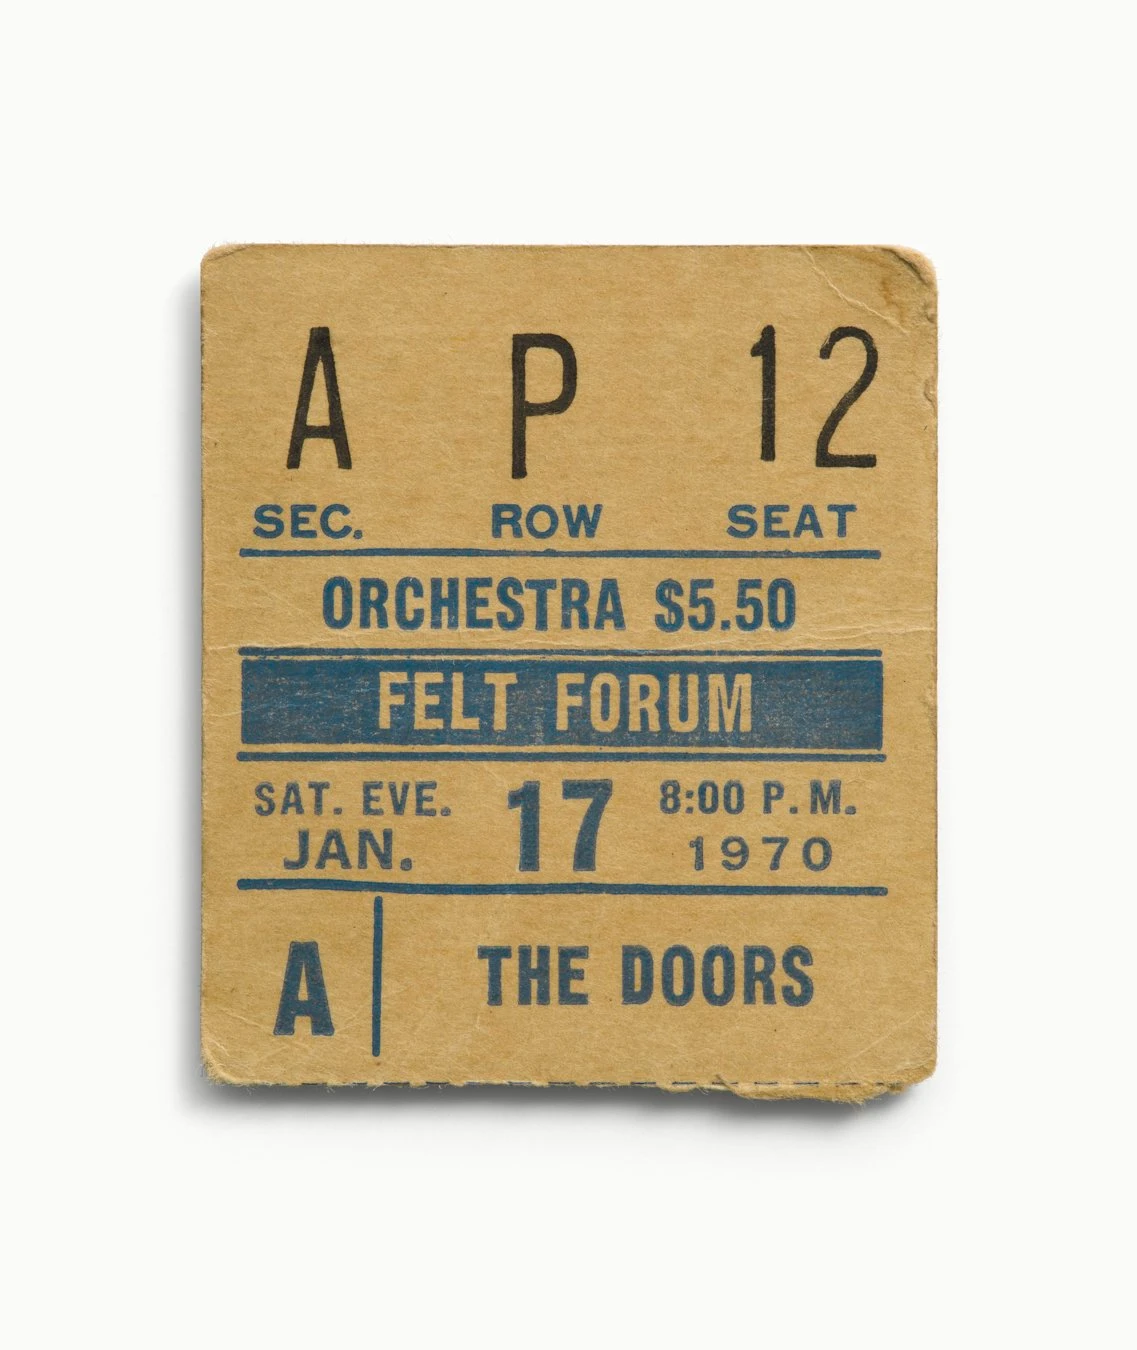 A P 12
SEC. ROW SEAT
ORCHESTRA $5.50
FELT FORUM
SAT. EVE. 17 8:00 P.M.
JAN. 1970
A THE DOORS